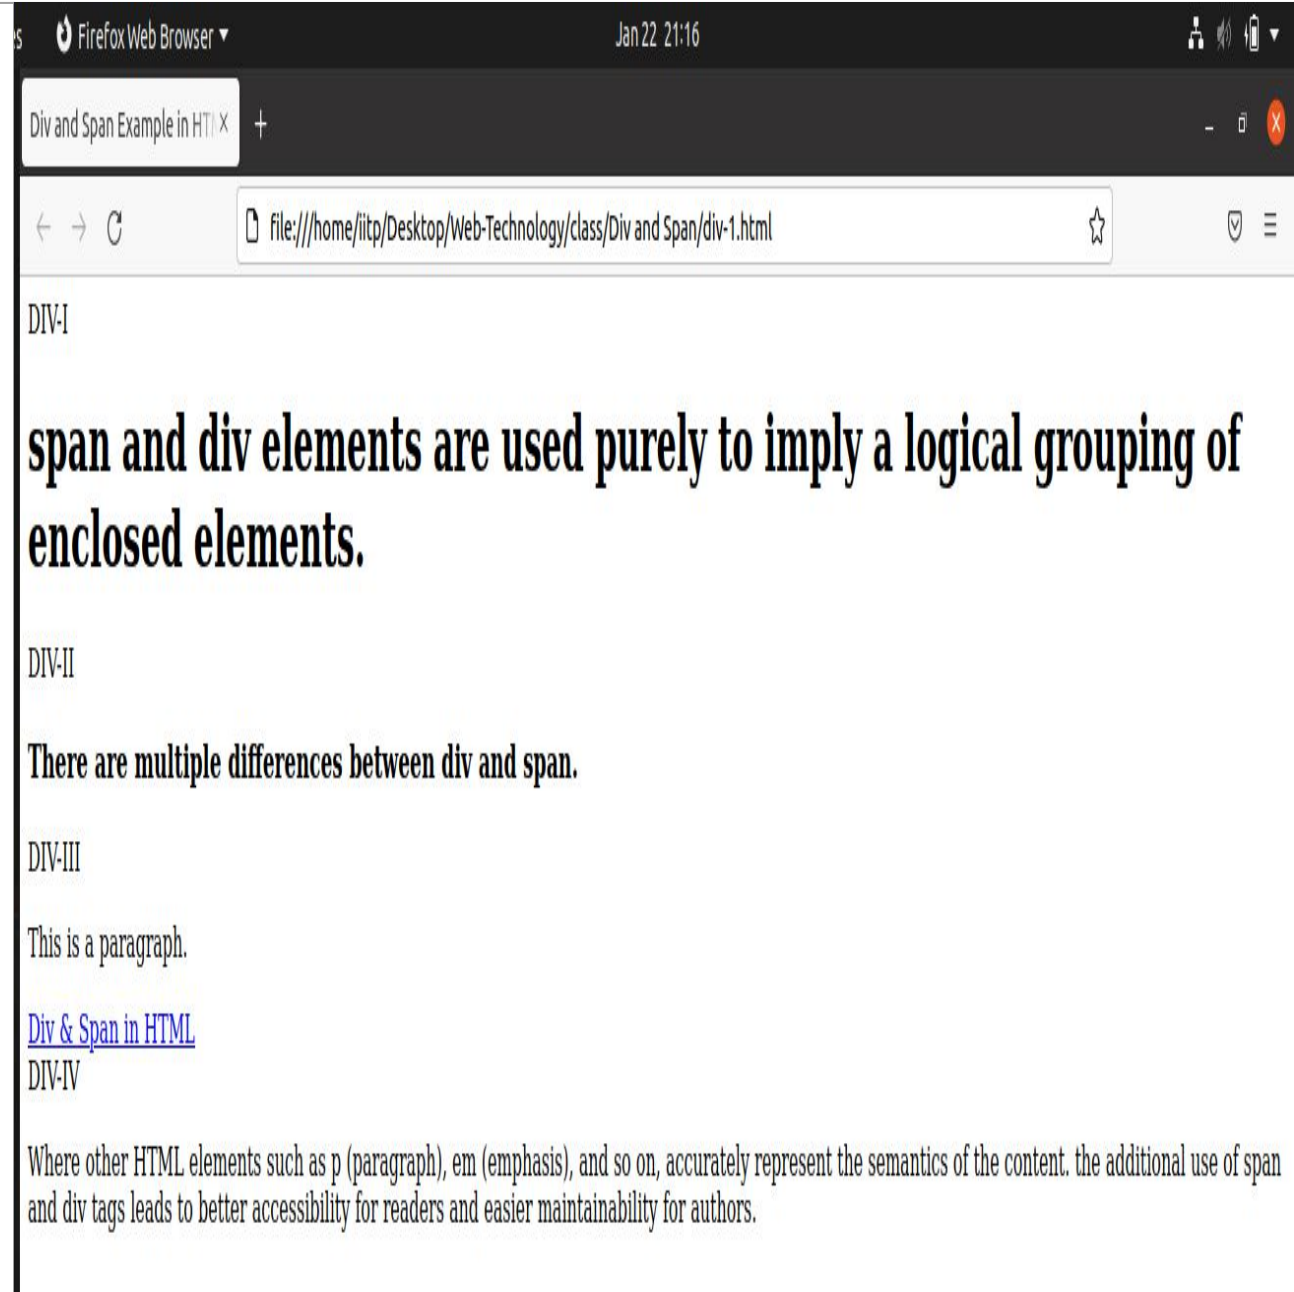 es Firefox Web Browser Jan 22 21:16
Div and Span Example in HT
file:///home/iitp/Desktop/Web-Technology/class/Div and Span/div-1.html
DIV-I
span and div elements are used purely to imply a logical grouping of
enclosed elements.
DIV-II
There are multiple differences between div and span.
DIV-III
This is a paragraph.
Div & Span in HTML
DIV-IV
Where other HTML elements such as p (paragraph), em (emphasis), and so on, accurately represent the semantics of the content. the additional use of span
and div tags leads to better accessibility for readers and easier maintainability for authors.